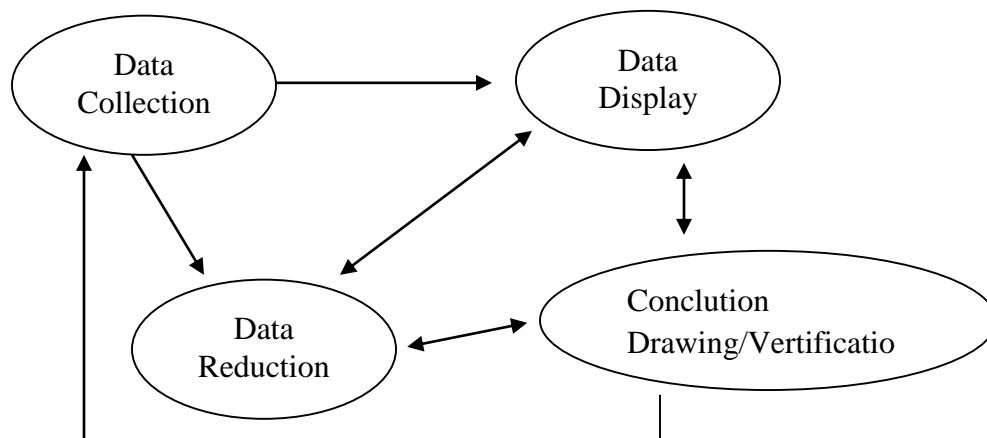 Data
Collection
Data
Display
Data
Reduction
Conclution
Drawing/Vertificatio